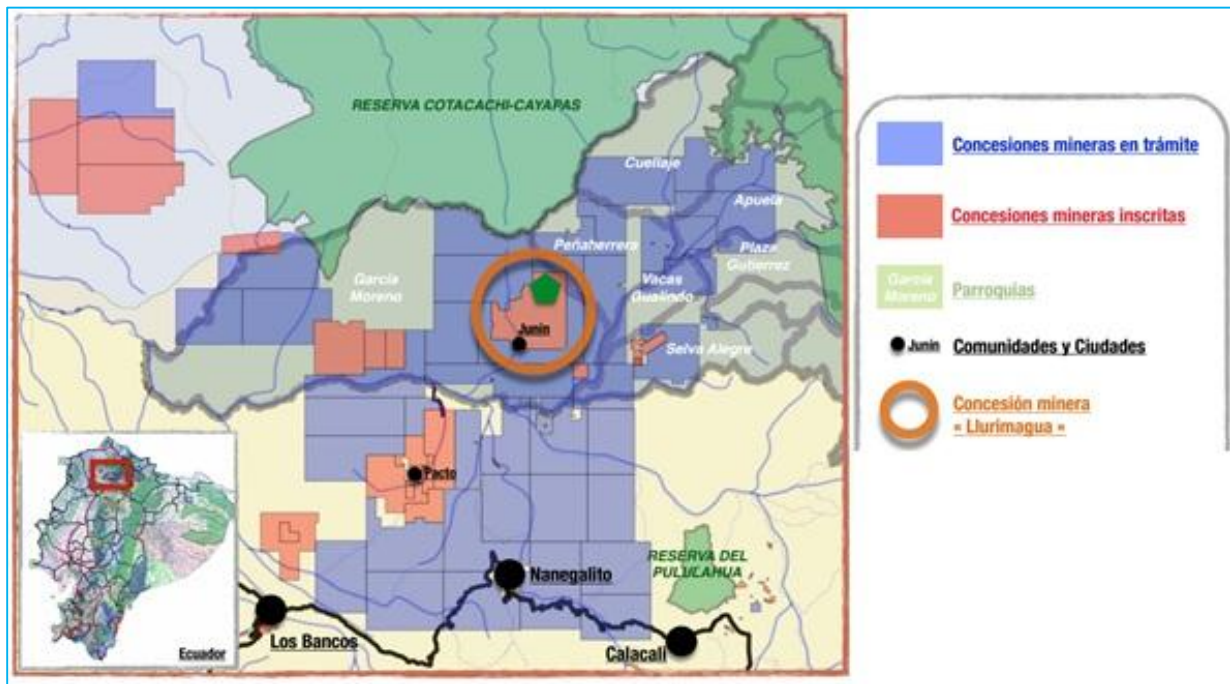 RESERVA COTACACHI-CAYAPAS
Cuellaje
Apuela
Peñaherrera
Plaza
Gutierrez
García
Moreno
Vacas
Gualindo
Junín
Selva Alegre
Pacto
RESERVA DEL
PULULAHUA
Nanegalito
Los Bancos
Calacalí
Ecuador
Concesiones mineras en trámite
Concesiones mineras inscritas
García
Moreno
Parroquias
Junín
Comunidades y Ciudades
Concesión minera
« Llurimagua »